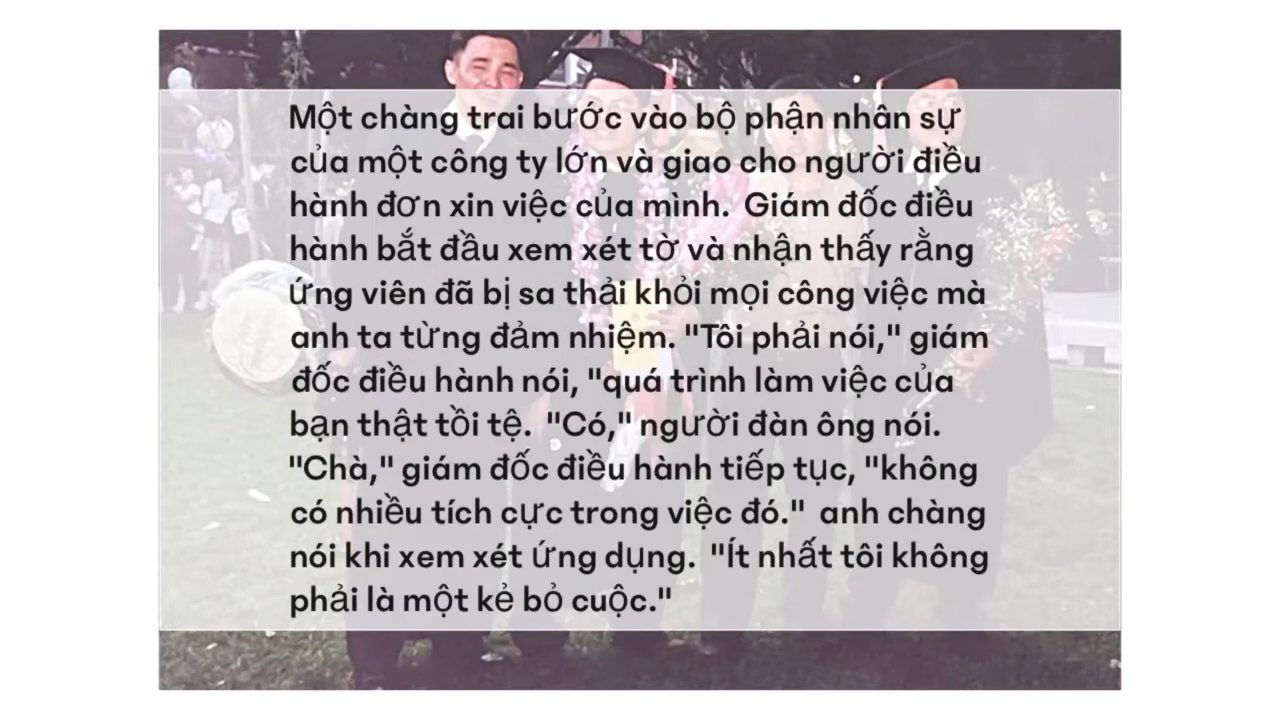 Một chàng trai bước vào bộ phận nhân sự
của một công ty lớn và giao cho người điều
hành đơn xin việc của mình.  Giám đốc điều
hành bắt đầu xem xét tờ và nhận thấy rằng
ứng viên đã bị sa thải khỏi mọi công việc mà
anh ta từng đảm nhiệm. "Tôi phải nói," giám
đốc điều hành nói, "quá trình làm việc của
bạn thật tồi tệ.  "Có," người đàn ông nói.
"Chà," giám đốc điều hành tiếp tục, "không
có nhiều tích cực trong việc đó."  anh chàng
nói khi xem xét ứng dụng.  "Ít nhất tôi không
phải là một kẻ bỏ cuộc."